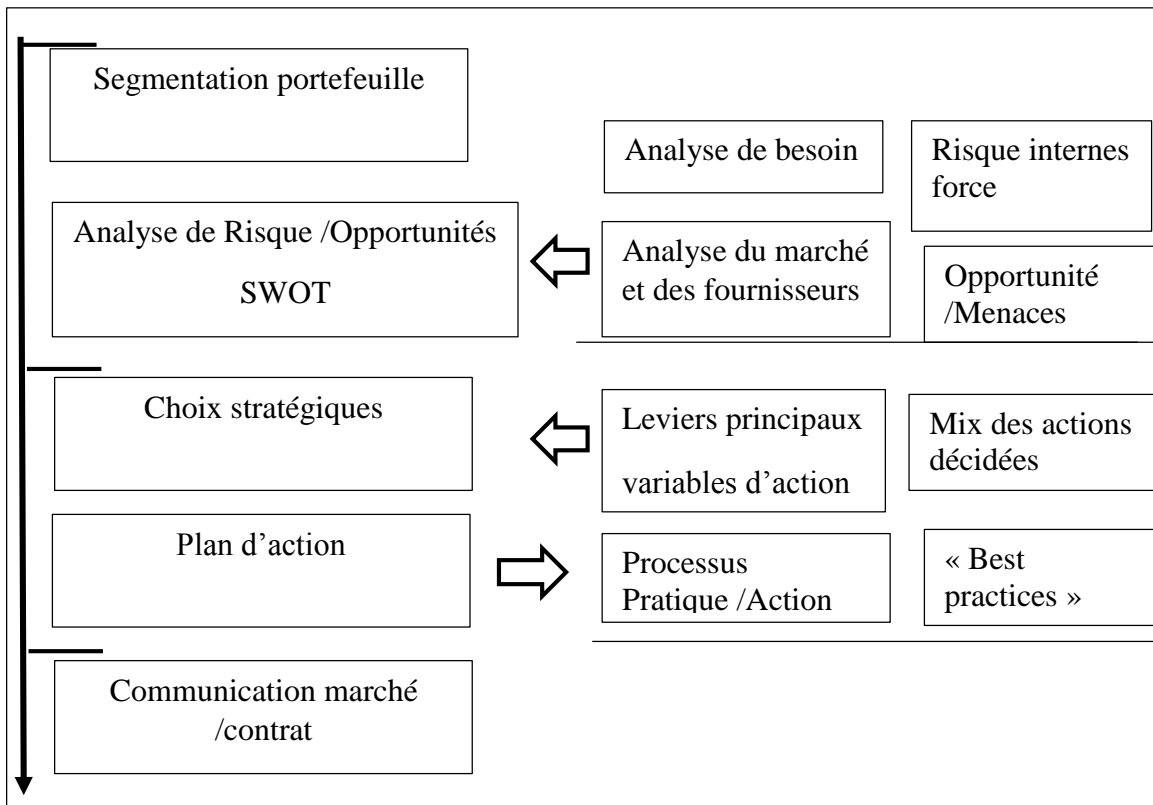 Segmentation portefeuille
Analyse de besoin
Risque internes
force
Analyse de Risque /Opportunités
SWOT
Analyse du marché
et des fournisseurs
Opportunité
/Menaces
Choix stratégiques
Leviers principaux
variables d’action
Mix des actions
décidées
Plan d’action
Processus
Pratique /Action
« Best
practices »
Communication marché
/contrat